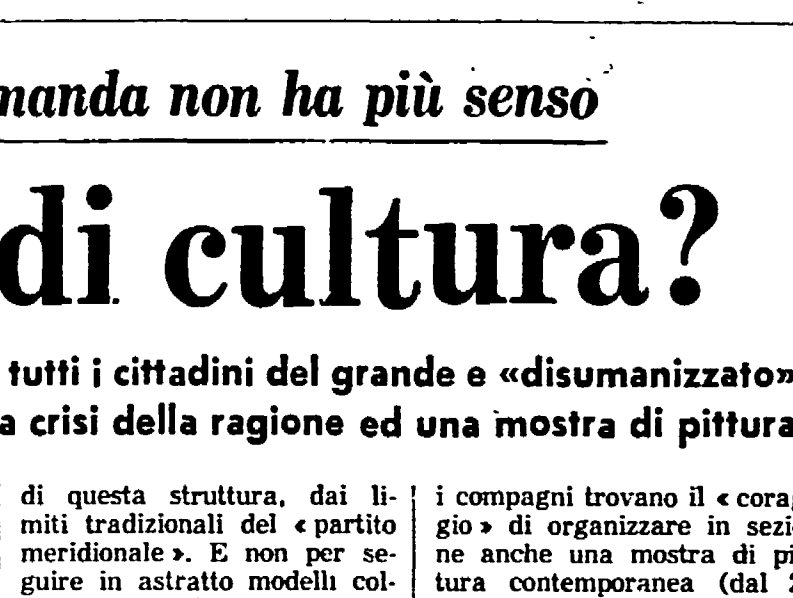 manda non ha più senso
di cultura?
tutti i cittadini del grande e «disumanizzato»
a crisi della ragione ed una mostra di pittura
di questa struttura, dai li-
miti tradizionali del « partito
meridionale ». E non per se-
guire in astratto modelli col-
i compagni trovano il « corag
gio » di organizzare in sezi
ne anche una mostra di pi
tura contemporanea (dal 2